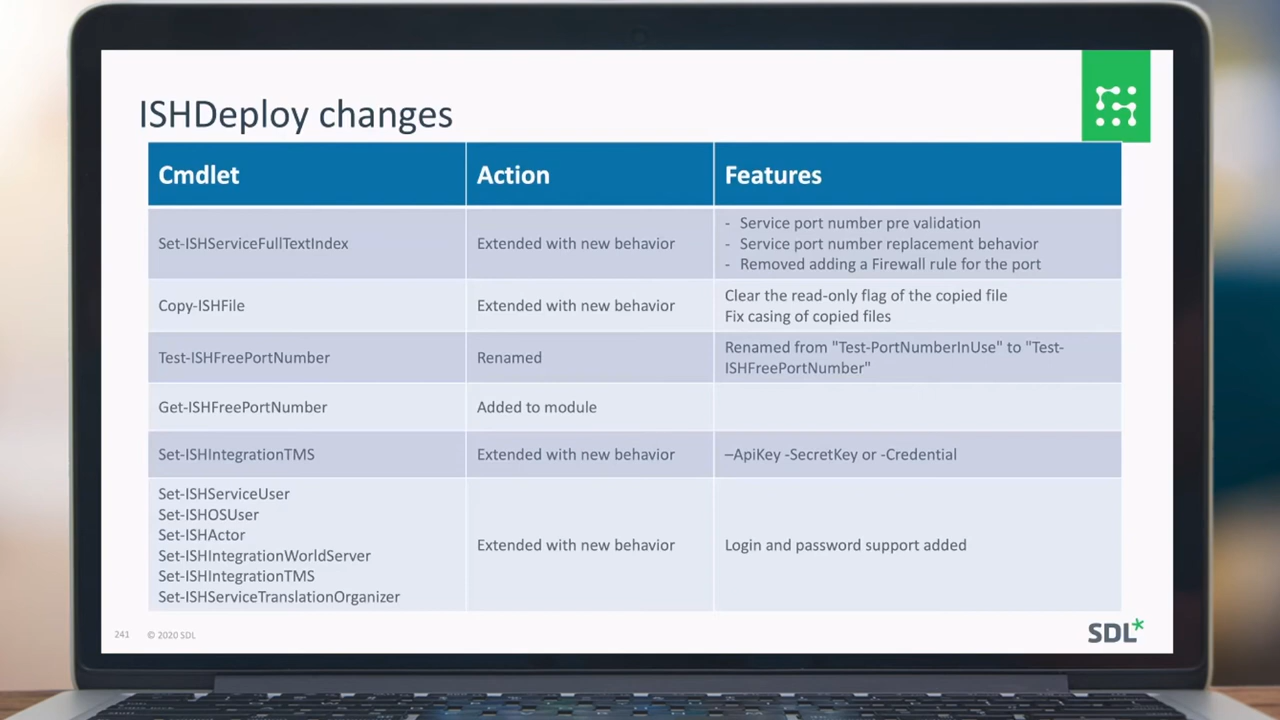 ISHDeploy changes
Cmdlet
Action
Features
Set-ISHServiceFullTextIndex
Extended with new behavior
- Service port number pre validation
- Service port number replacement behavior
- Removed adding a Firewall rule for the port
Copy-ISHFile
Extended with new behavior
Clear the read-only flag of the copied file
Fix casing of copied files
Test-ISHFreePortNumber
Renamed
Renamed from "Test-PortNumberInUse" to "Test-
ISHFreePortNumber"
Get-ISHFreePortNumber
Added to module
Set-ISHIntegrationTMS
Extended with new behavior
–ApiKey -SecretKey or -Credential
Set-ISHServiceUser
Set-ISHOSUser
Set-ISHActor
Set-ISHIntegrationWorldServer
Set-ISHIntegrationTMS
Set-ISHServiceTranslationOrganizer
Extended with new behavior
Login and password support added
241 © 2020 SDL
SDL*